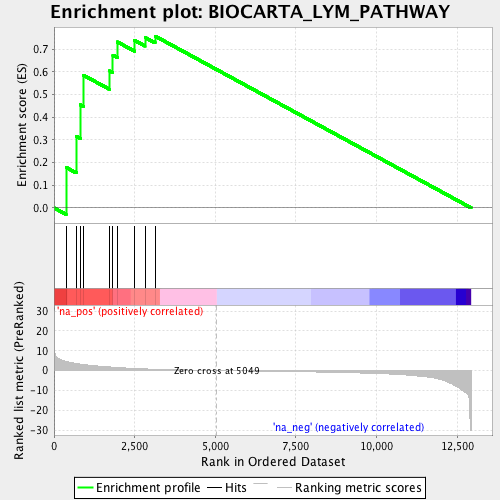 Enrichment plot: BIOCARTA_LYM_PATHWAY
Enrichment score (ES)
0.7
0.6
0.5
0.4
0.3
0.2
0.1
0.0
'na_pos' (positively correlated)
Ranked list metric (PreRanked)
30
20
10
0
-10
-20
-30
Zero cross at 5049
'na_neg' (negatively correlated)
0
2,500
5,000
7,500
10,000
12,500
Rank in Ordered Dataset
Enrichment profile
Hits
Ranking metric scores